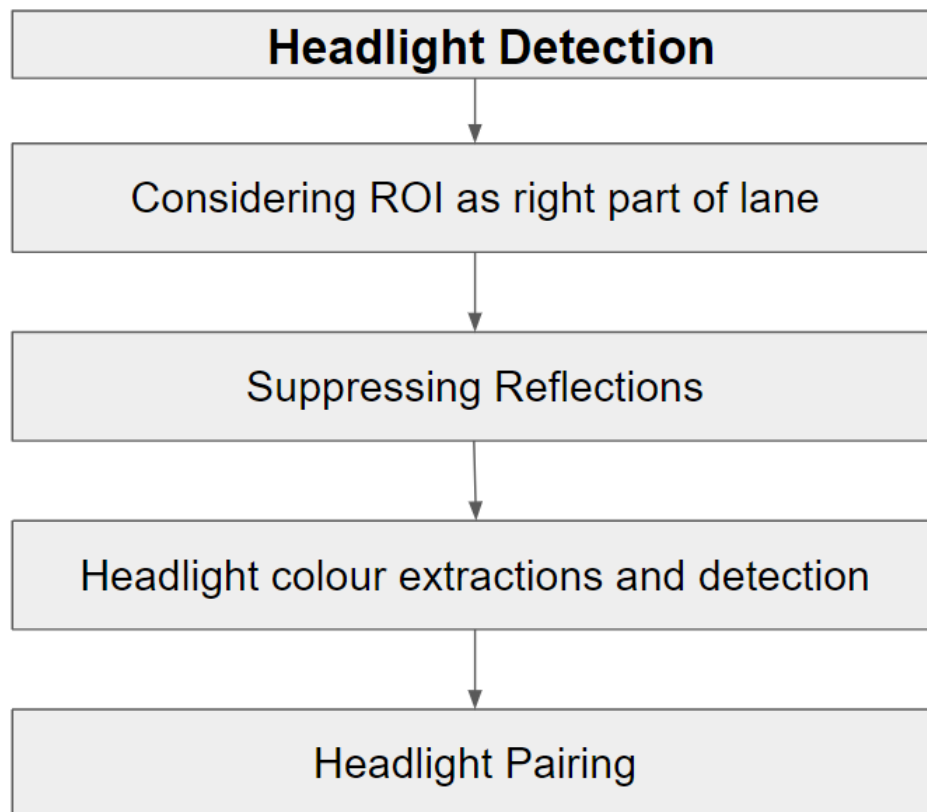 Headlight Detection
Considering ROI as right part of lane
Suppressing Reflections
Headlight colour extractions and detection
Headlight Pairing